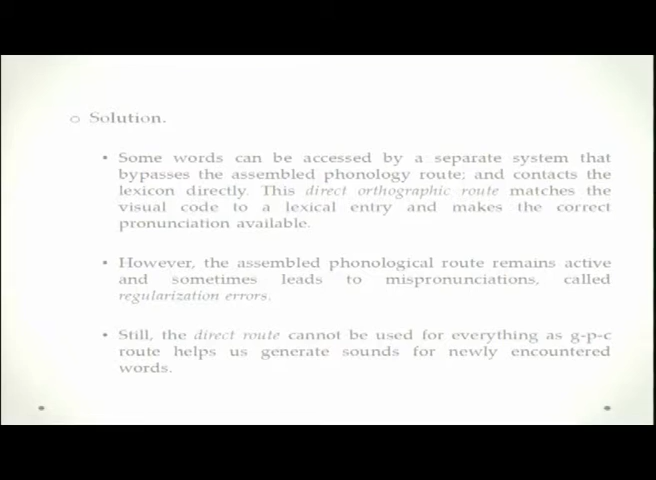 Solution.
Some words can be accessed by a separate system that
bypasses the assembled phonology route; and contacts the
lexicon directly. This direct orthographic route matches the
visual code to a lexical entry and makes the correct
pronunciation available.
However, the assembled phonological route remains active
and sometimes leads to mispronunciations, called
regularization errors.
Still, the direct route cannot be used for everything as g-p-c
route helps us generate sounds for newly encountered
words.